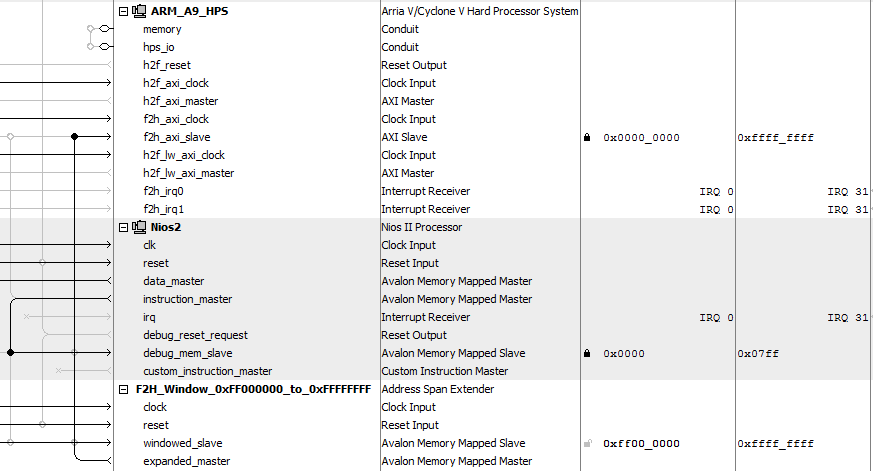 ARM_A9_HPS Arria V/Cyclone V Hard Processor System
memory Conduit
hps_io Conduit
h2f_reset Reset Output
h2f_axi_clock Clock Input
h2f_axi_master AXI Master
f2h_axi_clock Clock Input
f2h_axi_slave AXI Slave 0x0000_0000 0xffff_ffff
h2f_lw_axi_clock Clock Input
h2f_lw_axi_master AXI Master
f2h_irq0 Interrupt Receiver IRQ 0 IRQ 31
f2h_irq1 Interrupt Receiver IRQ 0 IRQ 31
Nios2 Nios II Processor
clk Clock Input
reset Reset Input
data_master Avalon Memory Mapped Master
instruction_master Avalon Memory Mapped Master
irq Interrupt Receiver IRQ 0 IRQ 31
debug_reset_request Reset Output
debug_mem_slave Avalon Memory Mapped Slave 0x0000 0x07ff
custom_instruction_master Custom Instruction Master
F2H_Window_0xFF000000_to_0xFFFFFFFF Address Span Extender
clock Clock Input
reset Reset Input
windowed_slave Avalon Memory Mapped Slave 0xff00_0000 0xffff_ffff
expanded_master Avalon Memory Mapped Master